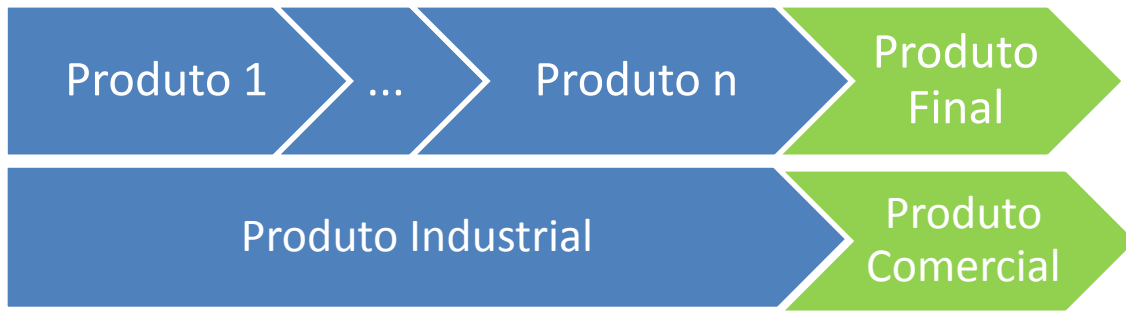 Produto 1
...
Produto n
Produto
Final
Produto Industrial
Produto
Comercial